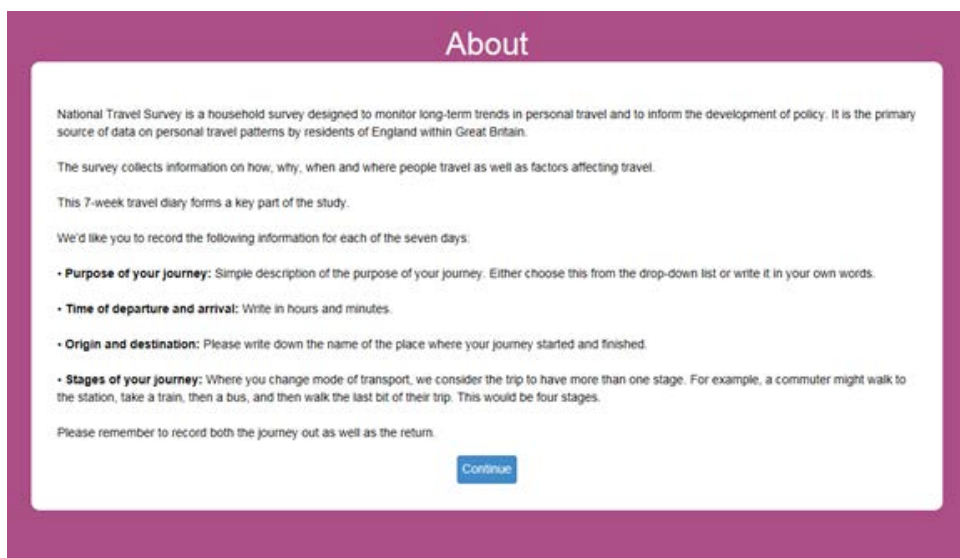 About
National Travel Survey is a household survey designed to monitor long-term trends in personal travel and to inform the development of policy. It is the primary
source of data on personal travel patterns by residents of England within Great Britain.
The survey collects information on how, why, when and where people travel as well as factors affecting travel.
This 7-week travel diary forms a key part of the study.
We'd like you to record the following information for each of the seven days:
• Purpose of your journey: Simple description of the purpose of your journey. Either choose this from the drop-down list or write it in your own words.
• Time of departure and arrival: Write in hours and minutes.
• Origin and destination: Please write down the name of the place where your journey started and finished.
• Stages of your journey: Where you change mode of transport, we consider the trip to have more than one stage. For example, a commuter might walk to
the station, take a train, then a bus, and then walk the last bit of their trip. This would be four stages.
Please remember to record both the journey out as well as the return.
Continue